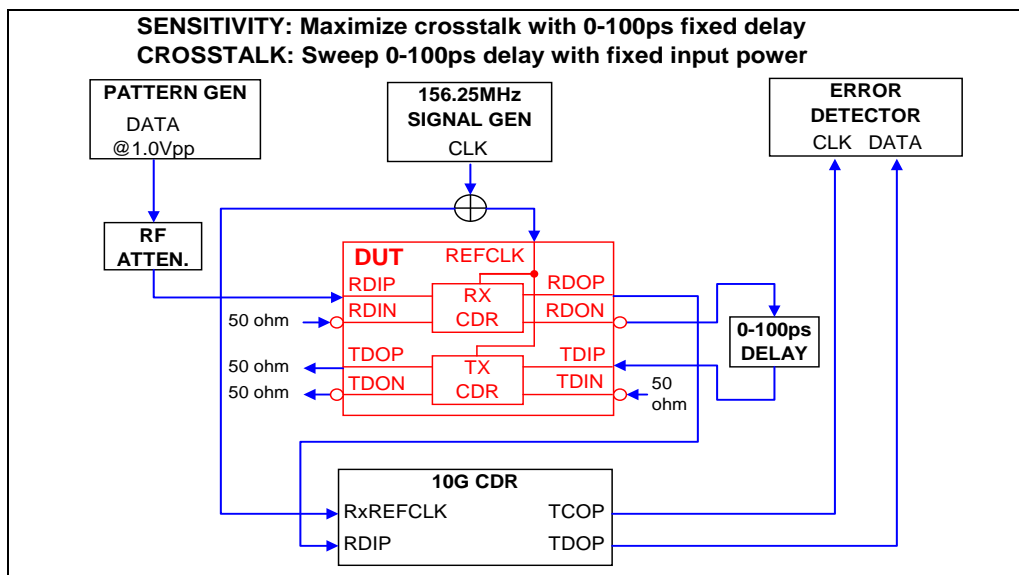 SENSITIVITY: Maximize crosstalk with 0-100ps fixed delay
CROSSTALK: Sweep 0-100ps delay with fixed input power
PATTERN GEN
DATA
@1.0Vpp
156.25MHz
SIGNAL GEN
CLK
ERROR
DETECTOR
CLK DATA
RF
ATTEN.
DUT
REFCLK
RDIP
RDIN
RX
CDR
RDOP
RDON
50 ohm
0-100ps
DELAY
50 ohm
50 ohm
TDOP
TDON
TX
CDR
TDIP
TDIN
50
ohm
10G CDR
RxREFCLK
RDIP
TCOP
TDOP